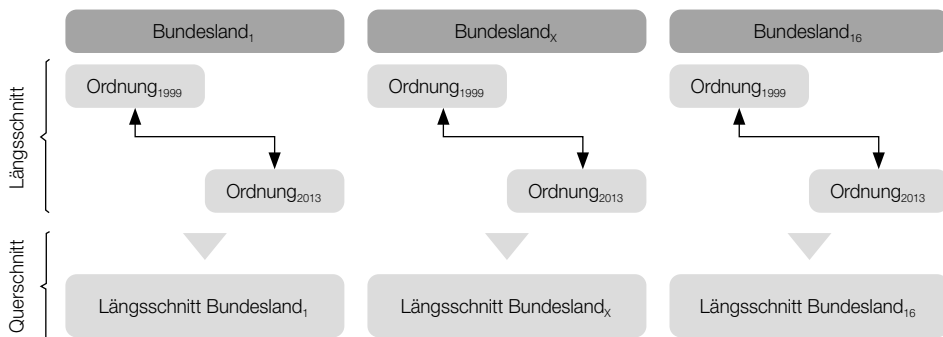 Bundesland₁ Bundeslandₓ Bundesland₁₆
Längsschnitt
Ordnung₁₉₉₉ Ordnung₁₉₉₉ Ordnung₁₉₉₉
Ordnung₂₀₁₃ Ordnung₂₀₁₃ Ordnung₂₀₁₃
Querschnitt
Längsschnitt Bundesland₁ Längsschnitt Bundeslandₓ Längsschnitt Bundesland₁₆